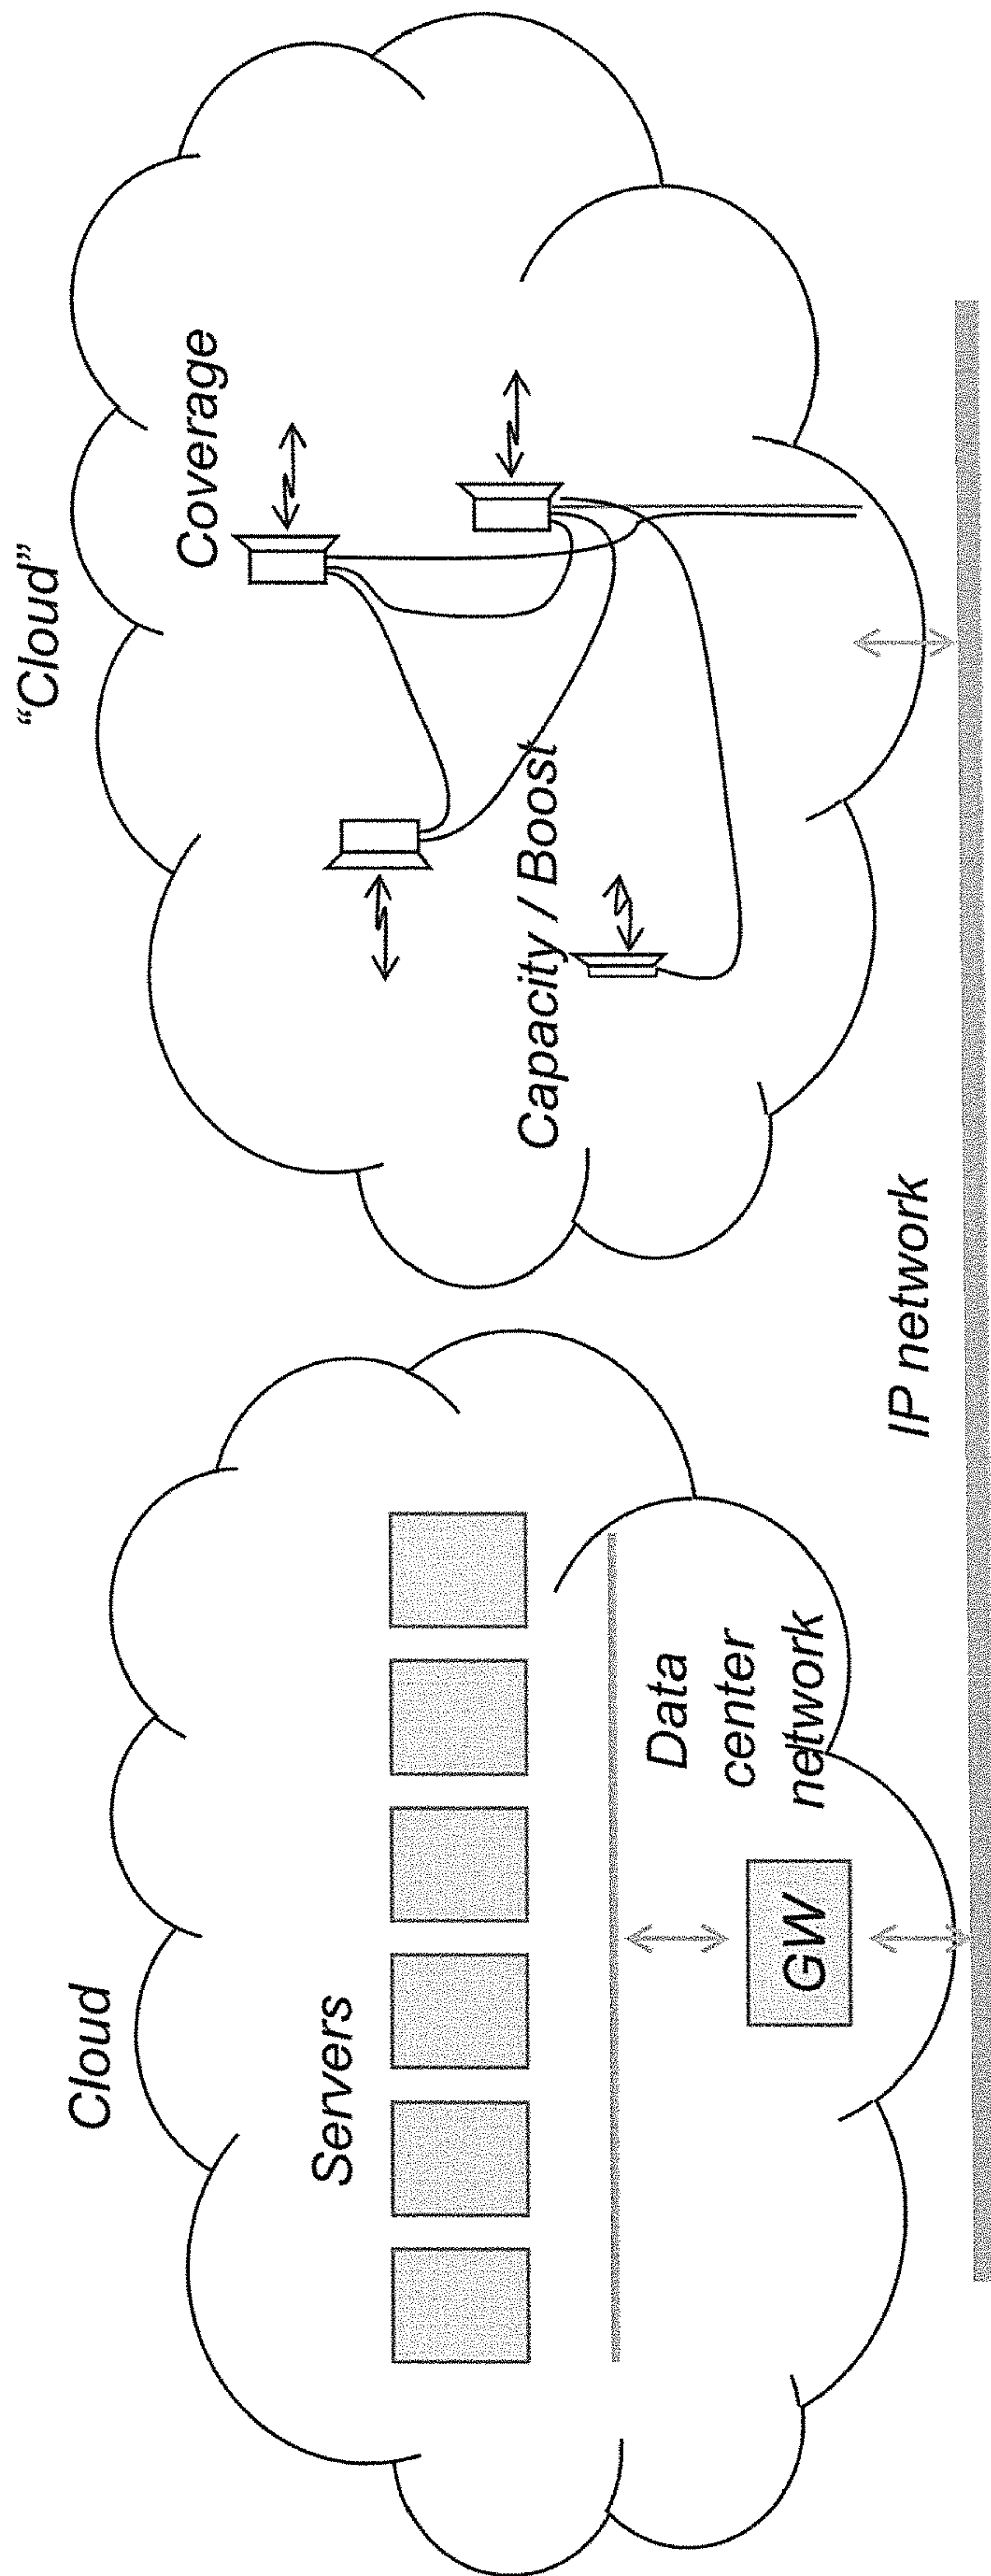 Cloud
Servers
Data
center
network
GW
IP network
“Cloud”
Coverage
Capacity / Boost